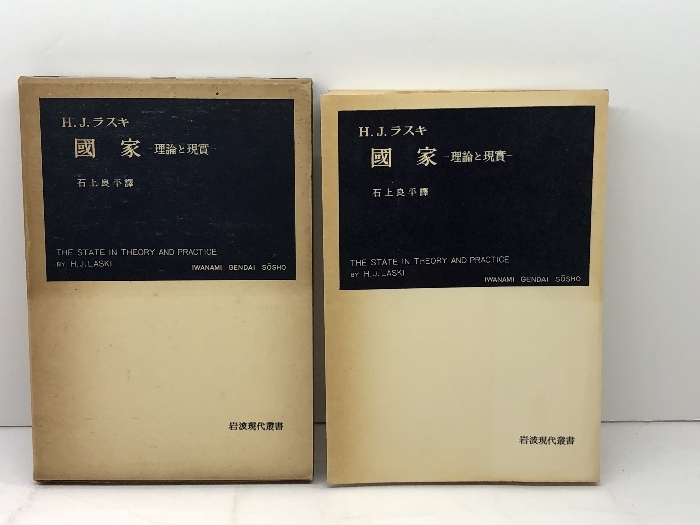 H.J.ラスキ
國家 -理論と現實-
石上良平譯
THE STATE IN THEORY AND PRACTICE
BY H.J.LASKI
IWANAMI GENDAI SŌSHO
岩波現代叢書
H.J.ラスキ
國家 -理論と現實-
石上良平譯
THE STATE IN THEORY AND PRACTICE
BY H.J.LASKI
IWANAMI GENDAI SŌSHO
岩波現代叢書